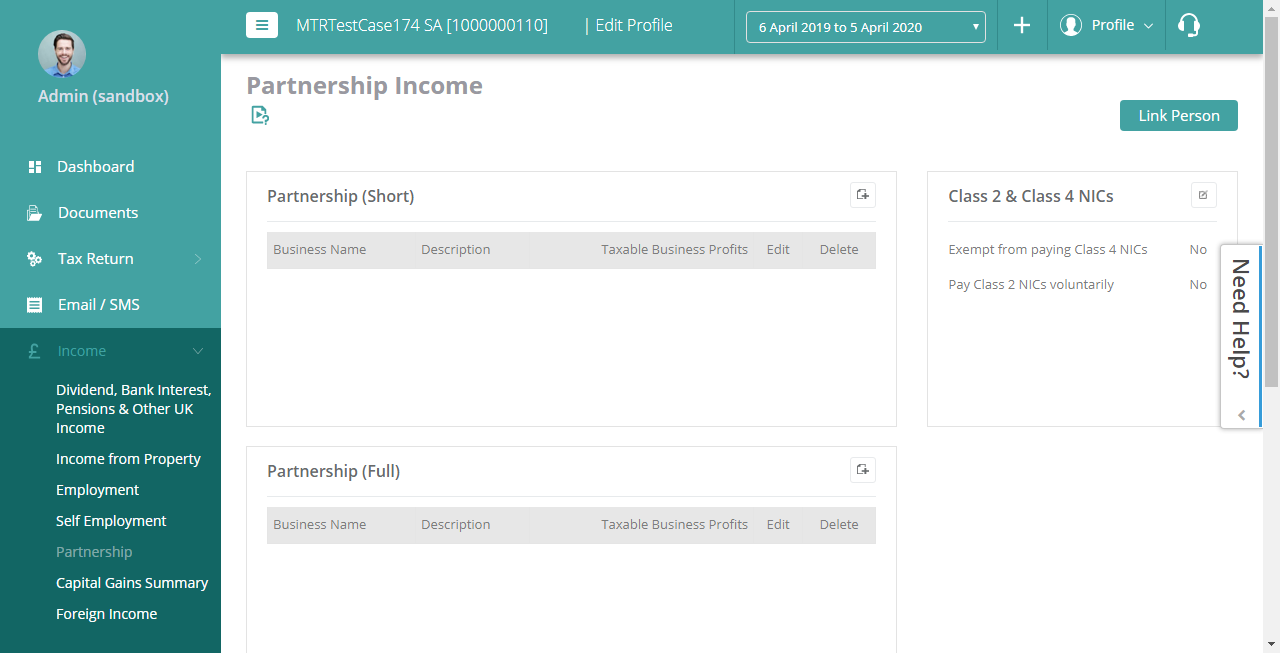 MTRTestCase174 SA [1000000110] | Edit Profile
6 April 2019 to 5 April 2020
Profile
Admin (sandbox)
Dashboard
Documents
Tax Return
Email / SMS
Income
Dividend, Bank Interest,
Pensions & Other UK
Income
Income from Property
Employment
Self Employment
Partnership
Capital Gains Summary
Foreign Income
Partnership Income
Link Person
Partnership (Short)
Business Name Description Taxable Business Profits Edit Delete
Class 2 & Class 4 NICs
Exempt from paying Class 4 NICs No
Pay Class 2 NICs voluntarily No
Need Help?
Partnership (Full)
Business Name Description Taxable Business Profits Edit Delete